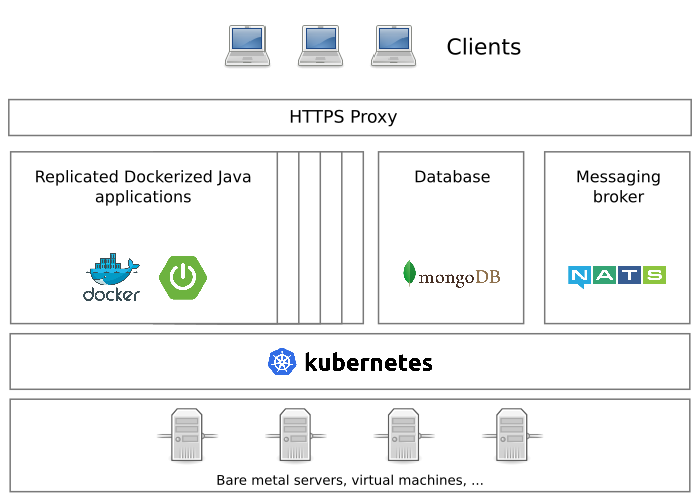 Clients
HTTPS Proxy
Replicated Dockerized Java
applications
docker
Database
mongoDB
Messaging
broker
NATS
kubernetes
Bare metal servers, virtual machines, ...